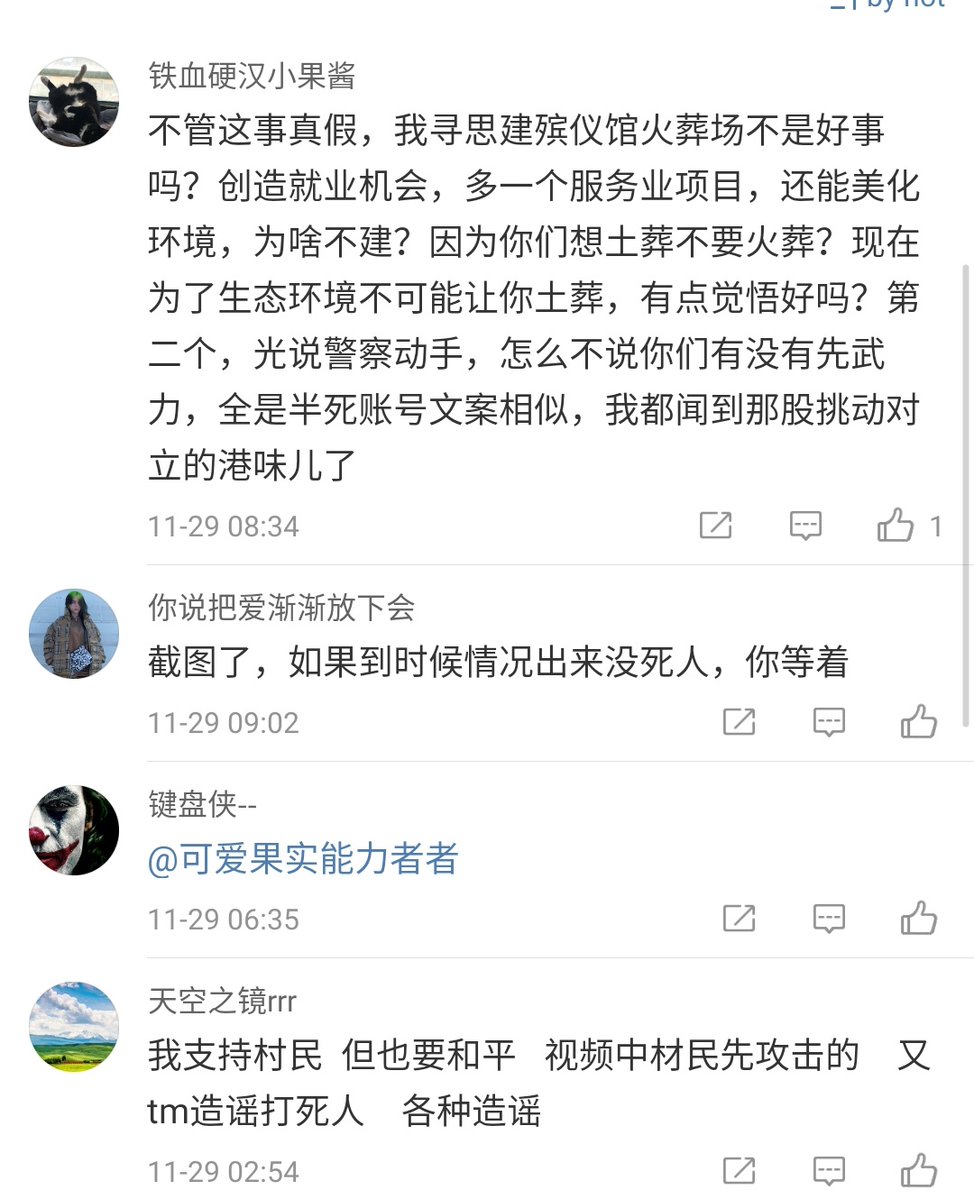 by hot
铁血硬汉小果酱
不管这事真假，我寻思建殡仪馆火葬场不是好事
吗？创造就业机会，多一个服务业项目，还能美化
环境，为啥不建？因为你们想土葬不要火葬？现在
为了生态环境不可能让你土葬，有点觉悟好吗？第
二个，光说警察动手，怎么不说你们有没有先武
力，全是半死账号文案相似，我都闻到那股挑动对
立的港味儿了
11-29 08:34
1
你说把爱渐渐放下会
截图了，如果到时候情况出来没死人，你等着
11-29 09:02
键盘侠--
@可爱果实能力者者
11-29 06:35
天空之镜rrr
我支持村民 但也要和平 视频中材民先攻击的 又
tm造谣打死人 各种造谣
11-29 02:54